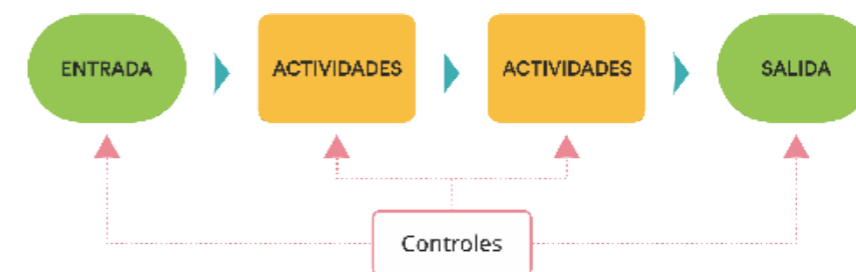 ENTRADA
ACTIVIDADES
ACTIVIDADES
SALIDA
Controles